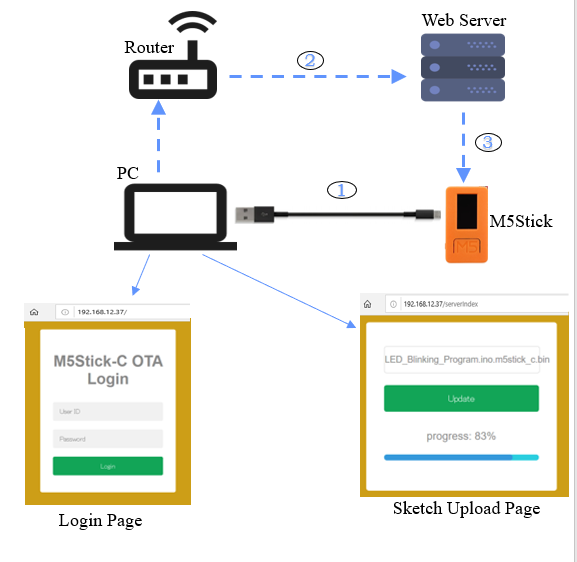 Web Server
Router
2
3
PC
1
M5Stick
M5
192.168.12.37/
192.168.12.37/serverIndex
M5Stick-C OTA
Login
User ID
Password
Login
LED_Blinking_Program.ino.m5stick_c.bin
Update
progress: 83%
Login Page
Sketch Upload Page